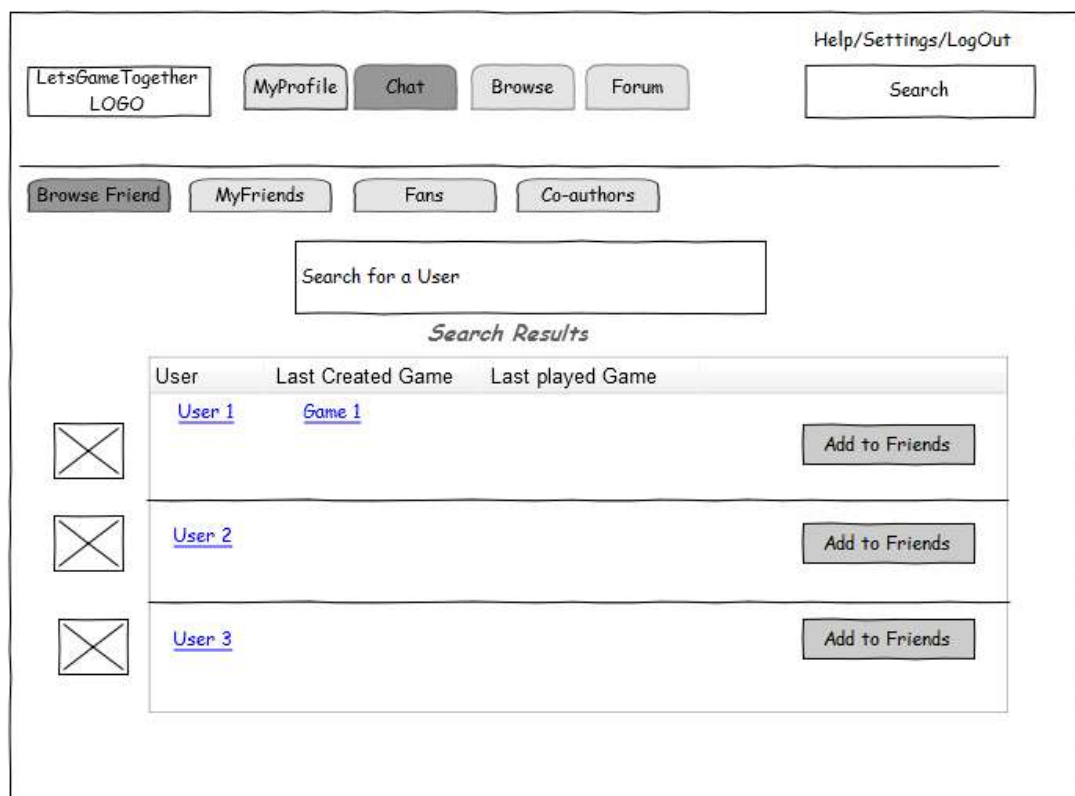 Help/Settings/LogOut
LetsGameTogether
LOGO
MyProfile
Chat
Browse
Forum
Search
Browse Friend
MyFriends
Fans
Co-authors
Search for a User
Search Results
User
Last Created Game
Last played Game
User 1
Game 1
Add to Friends
User 2
Add to Friends
User 3
Add to Friends